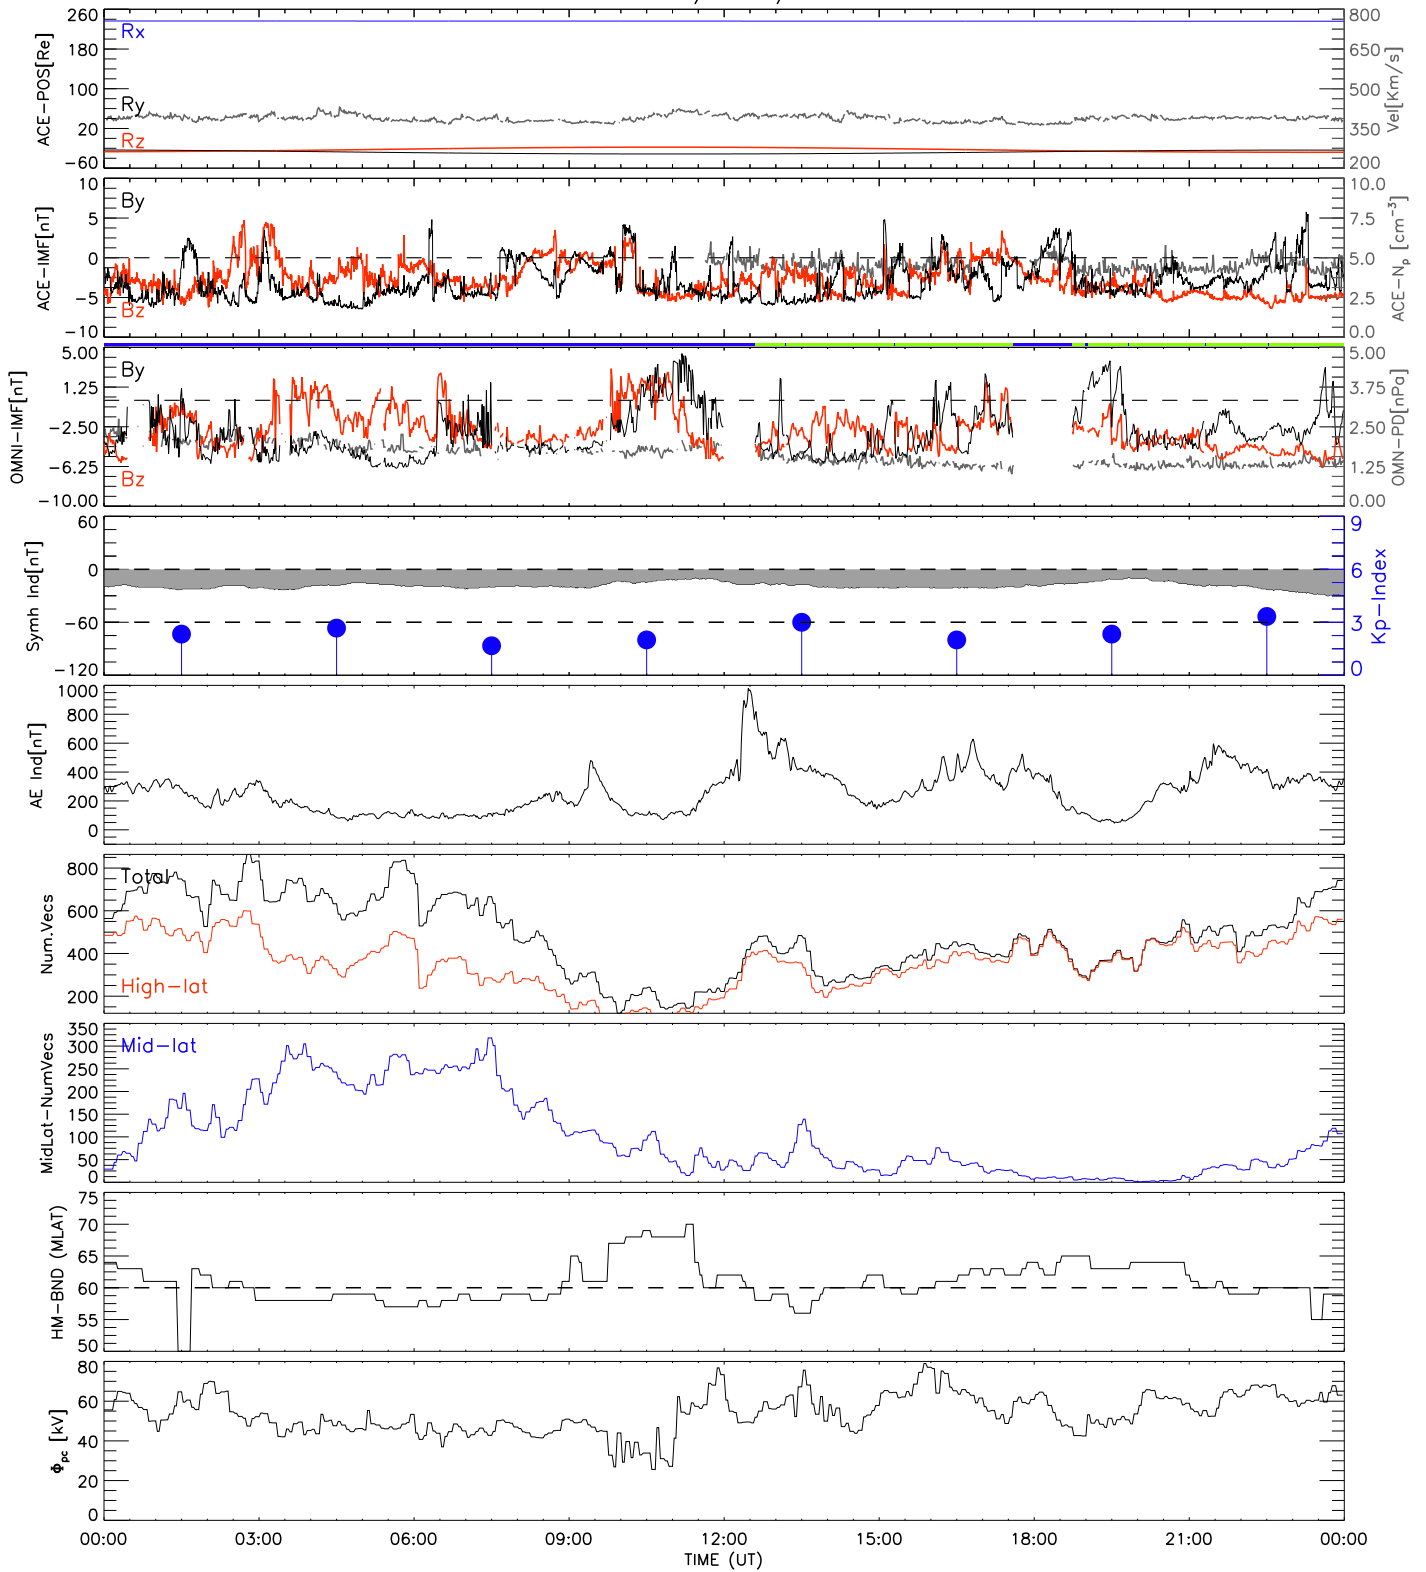 260
180
100
20
−60
ACE−POS[Re]
Rx
Ry
Rz
800
650
500
350
200
Vel[Km/s]
10
5
0
−5
−10
ACE−IMF[nT]
By
Bz
10.0
7.5
5.0
2.5
0.0
ACE−Np [cm−3]
5.00
1.25
−2.50
−6.25
−10.00
OMNI−IMF[nT]
By
Bz
5.00
3.75
2.50
1.25
0.00
OMN−PD[nPa]
60
0
−60
−120
Symh Ind[nT]
9
6
3
0
Kp−Index
1000
800
600
400
200
0
AE Ind[nT]
800
600
400
200
Num.Vecs
Total
High−lat
350
300
250
200
150
100
50
0
MidLat−NumVecs
Mid−lat
75
70
65
60
55
50
HM−BND (MLAT)
80
60
40
20
0
Φpc [kV]
00:00 03:00 06:00 09:00 12:00 15:00 18:00 21:00 00:00
TIME (UT)